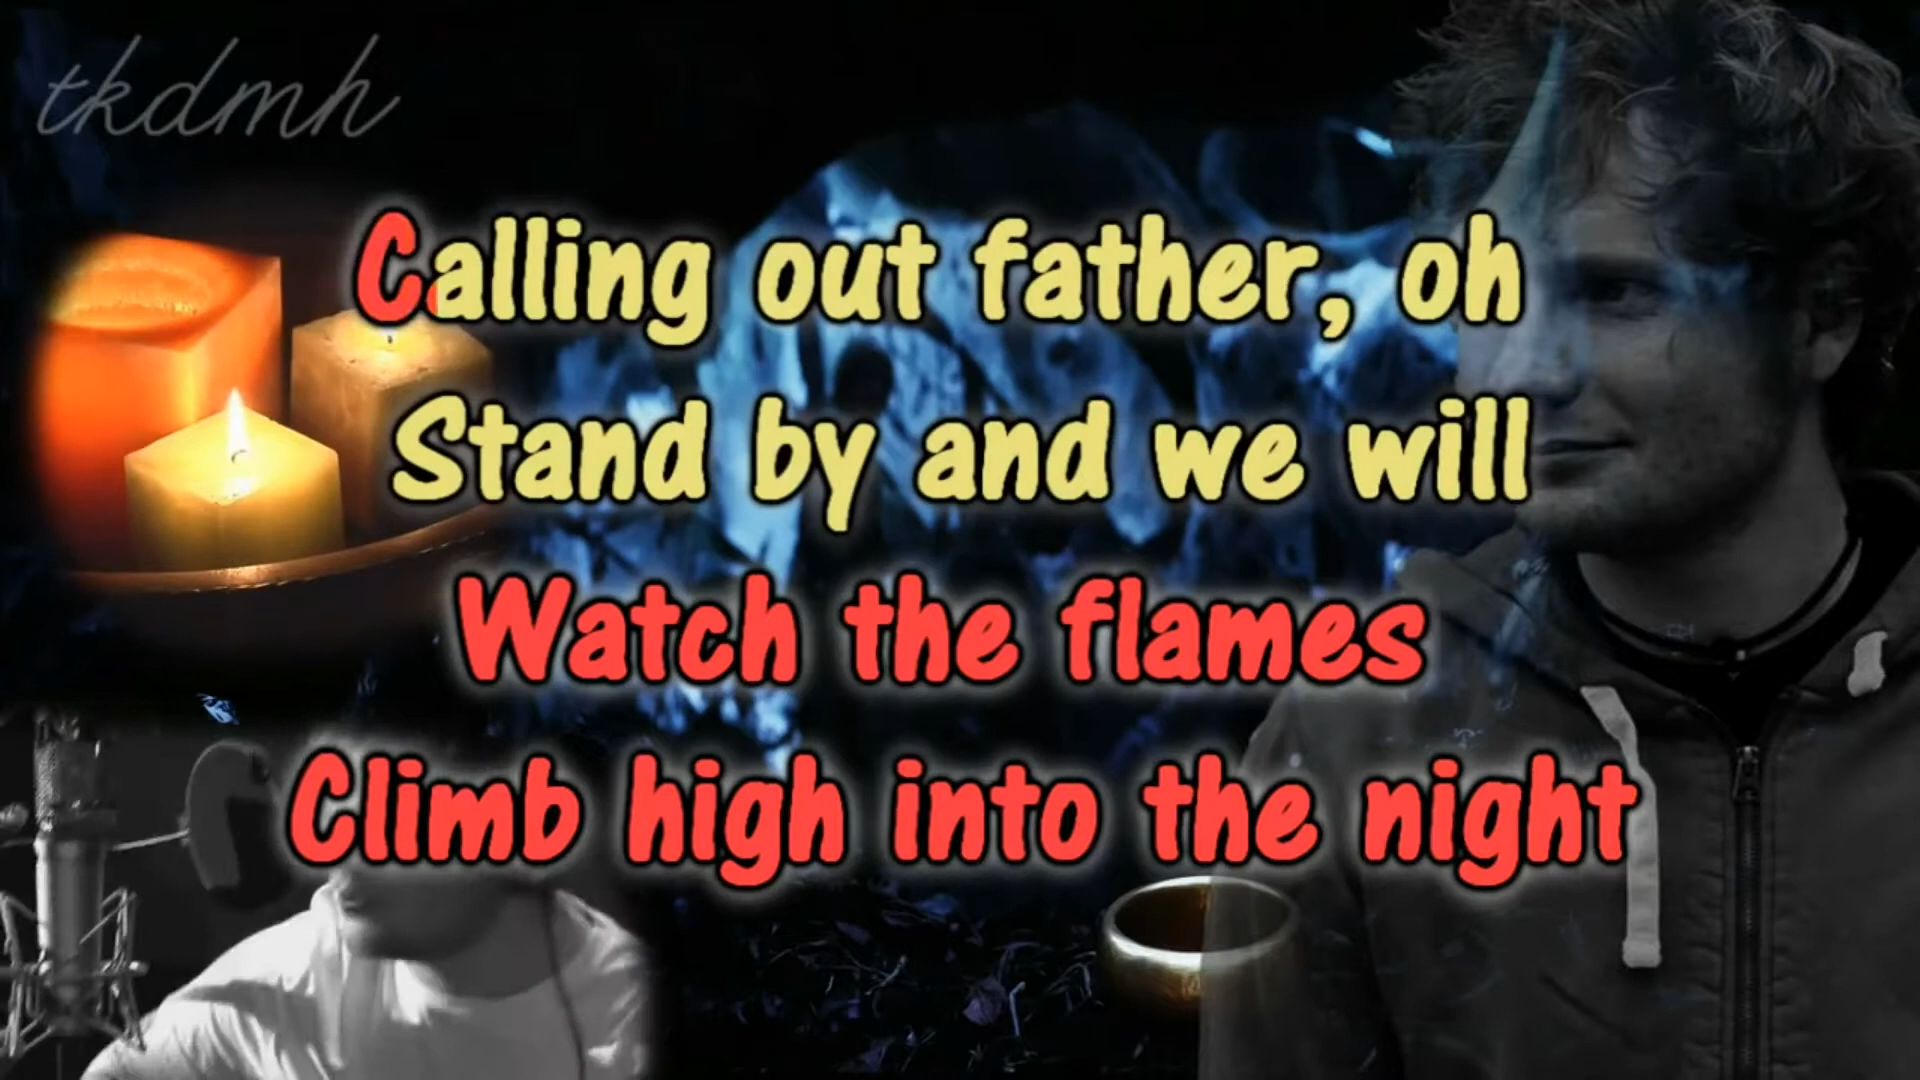 tkdmh
Calling out father, oh
Stand by and we will
Watch the flames
Climb high into the night